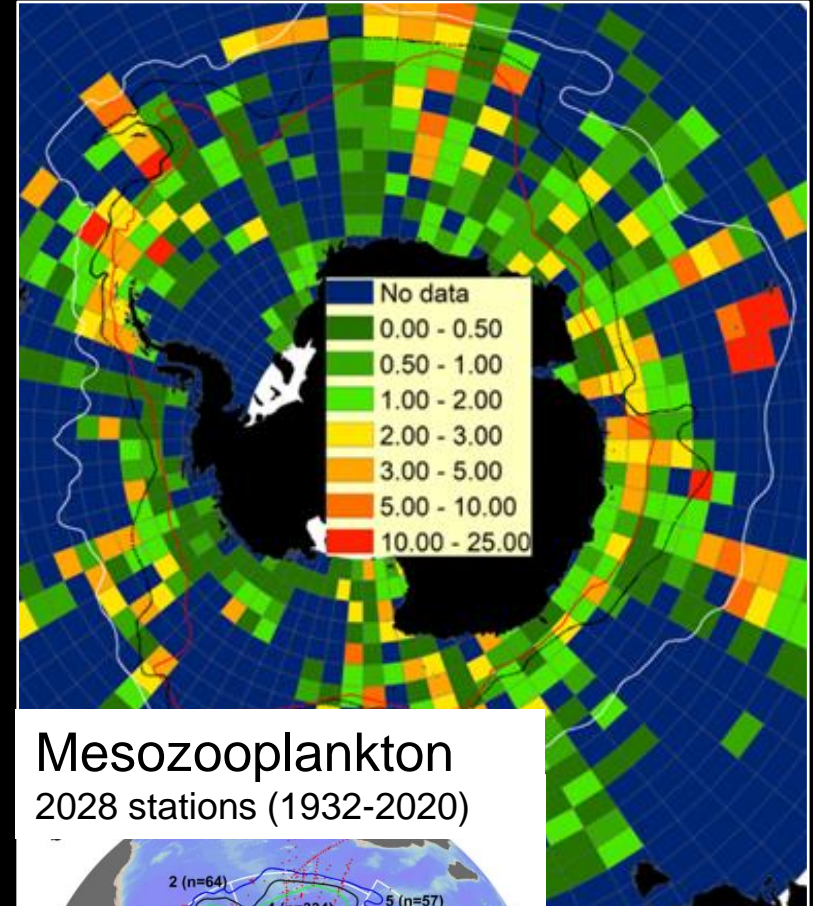 No data
0.00 - 0.50
0.50 - 1.00
1.00 - 2.00
2.00 - 3.00
3.00 - 5.00
5.00 - 10.00
10.00 - 25.00
Mesozooplankton
2028 stations (1932-2020)
2 (n=64)
5 (n=57)